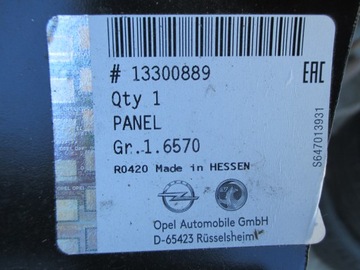 # 13300889
EAC
Qty 1
PANEL
Gr.1.6570
R0420 Made in HESSEN
Opel Automobile GmbH
D-65423 Rüsselsheim
S647013931